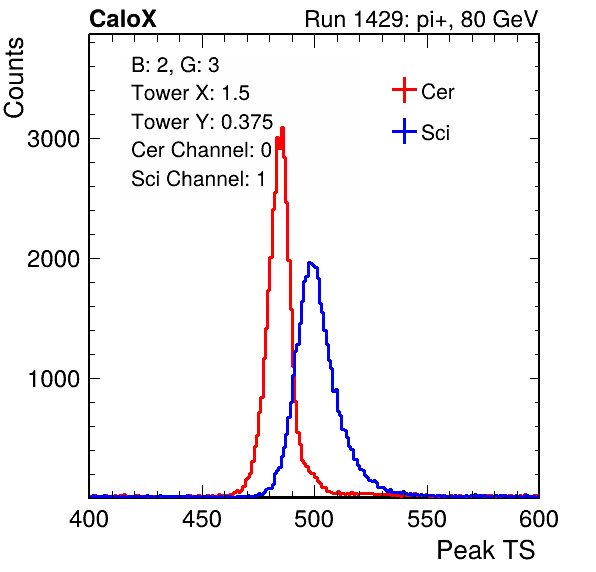 CaloX Run 1429: pi+, 80 GeV
Counts
B: 2, G: 3
Tower X: 1.5
Tower Y: 0.375
Cer Channel: 0
Sci Channel: 1
Cer
Sci
3000
2000
1000
400 450 500 550 600
Peak TS